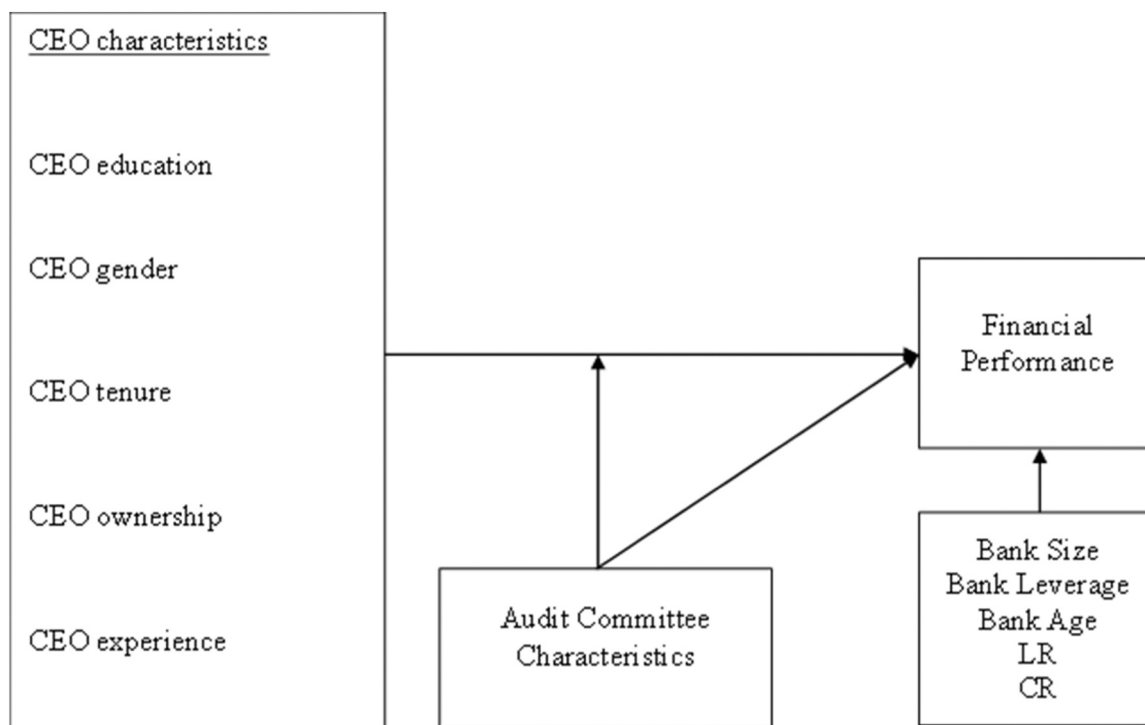 CEO characteristics
CEO education
CEO gender
CEO tenure
CEO ownership
CEO experience
Audit Committee
Characteristics
Financial
Performance
Bank Size
Bank Leverage
Bank Age
LR
CR